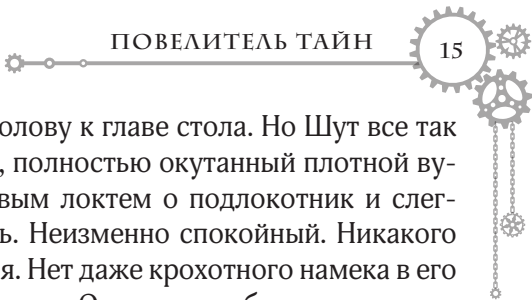 ПОВЕЛИТЕЛЬ ТАЙН
15
олову к главе стола. Но Шут все так
, полностью окутанный плотной ву-
вым локтем о подлокотник и слег-
ь. Неизменно спокойный. Никакого
я. Нет даже крохотного намека в его